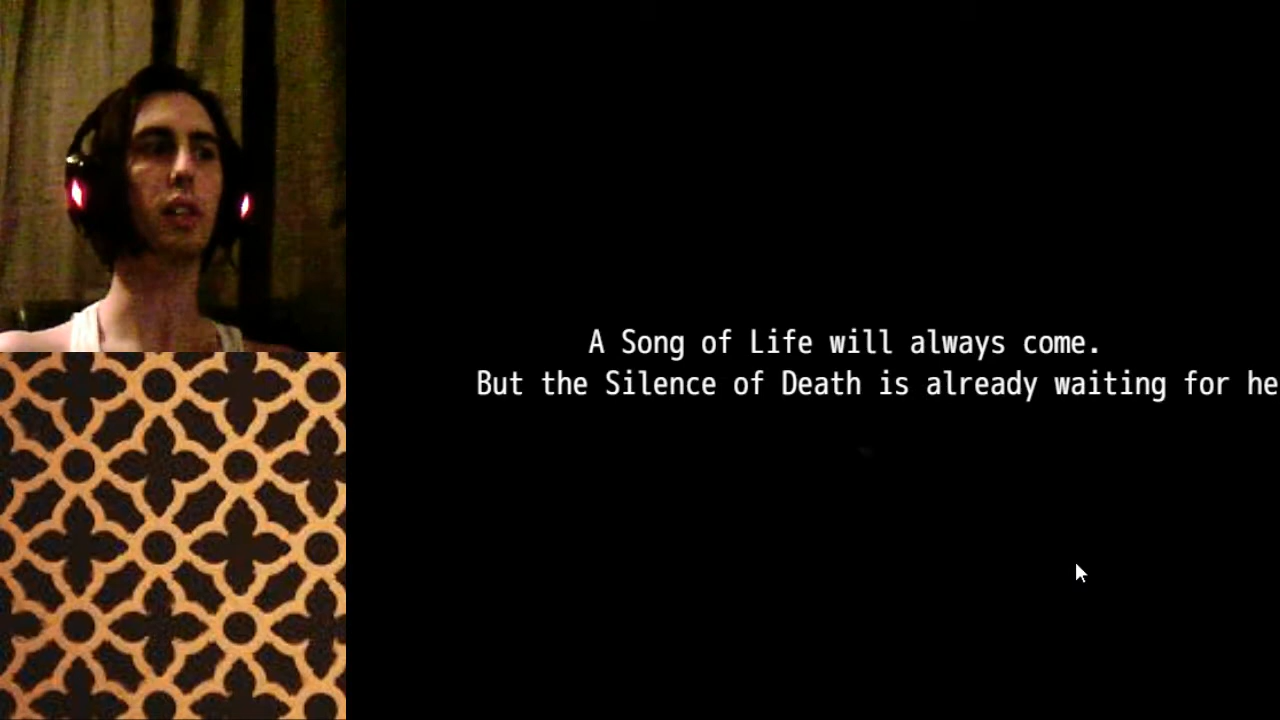 A Song of Life will always come.
But the Silence of Death is already waiting for he